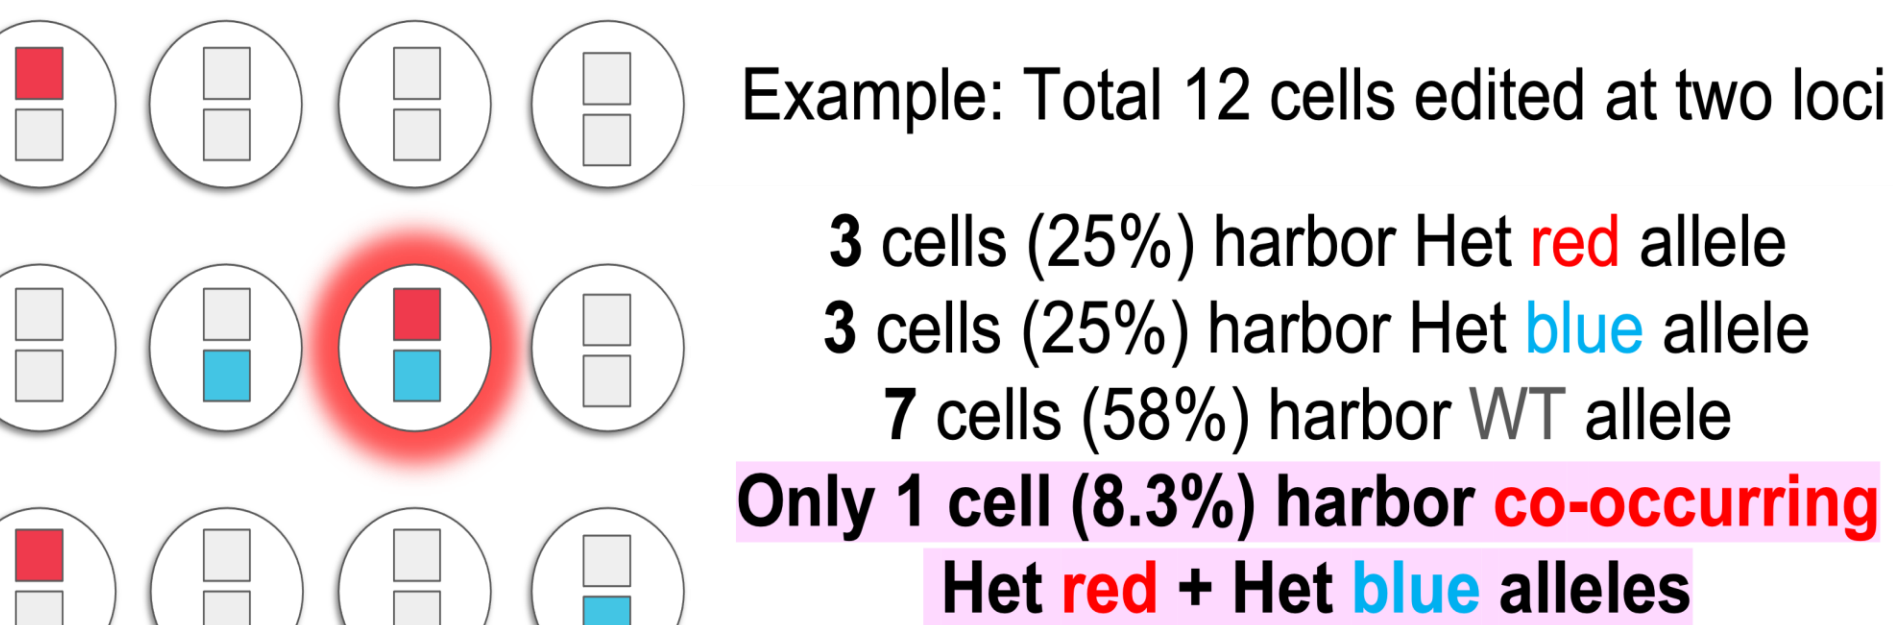 Example: Total 12 cells edited at two loci
3 cells (25%) harbor Het red allele
3 cells (25%) harbor Het blue allele
7 cells (58%) harbor WT allele
Only 1 cell (8.3%) harbor co-occurring
Het red + Het blue alleles